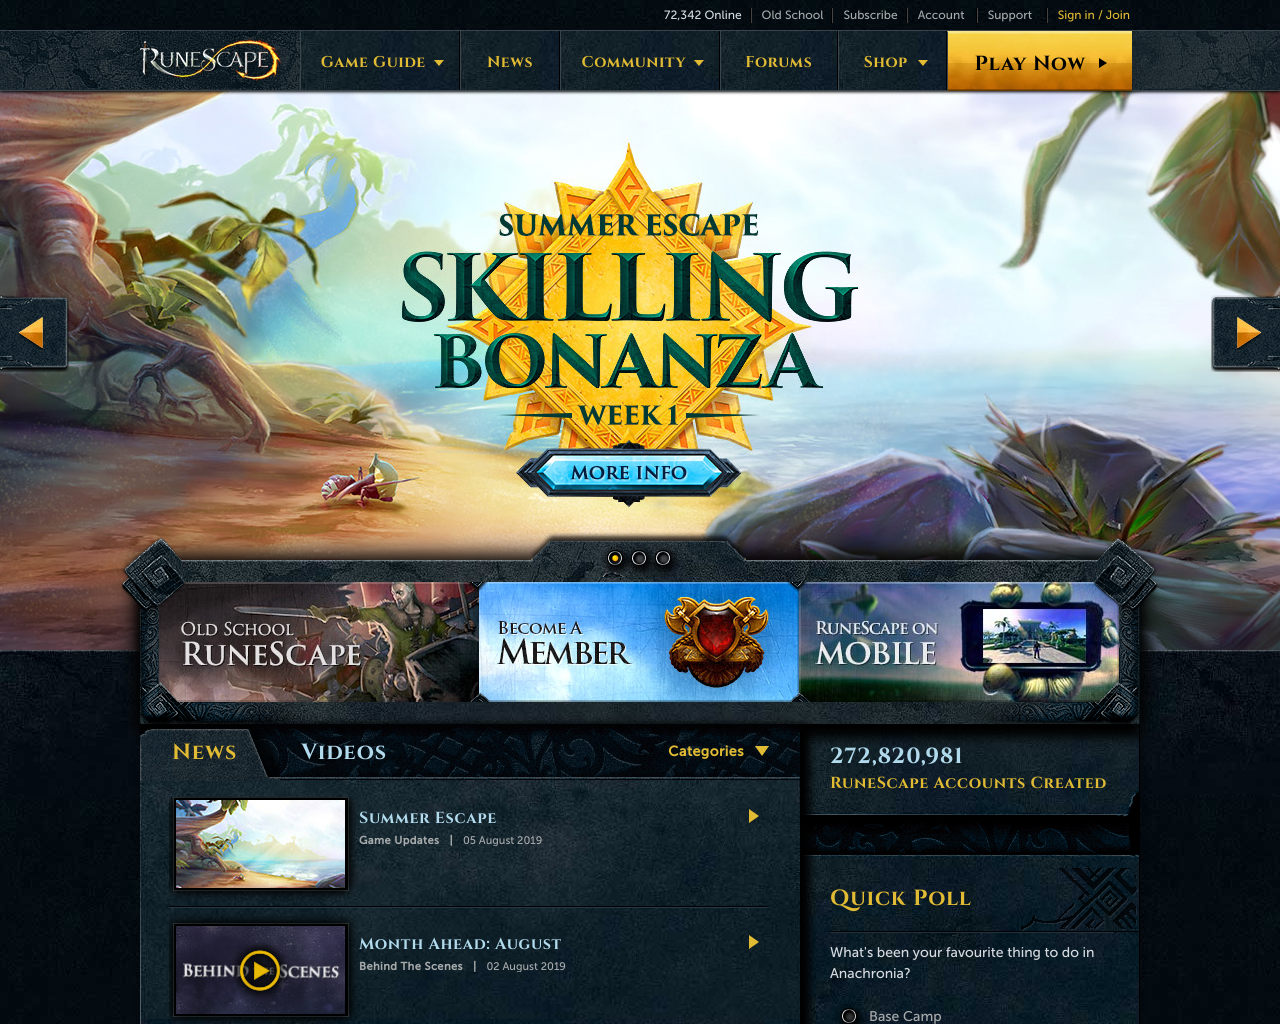 72,342 Online
Old School
Subscribe
Account
Support
Sign in / Join
RuneScape
Game Guide
News
Community
Forums
Shop
Play Now
SUMMER ESCAPE
SKILLING
BONANZA
WEEK 1
MORE INFO
Old School
RuneScape
Become A
Member
RuneScape on
MOBILE
News
Videos
Categories
272,820,981
RuneScape Accounts Created
Summer Escape
Game Updates | 05 August 2019
Quick Poll
Month Ahead: August
Behind The Scenes | 02 August 2019
Behind the Scenes
What's been your favourite thing to do in
Anachronia?
Base Camp